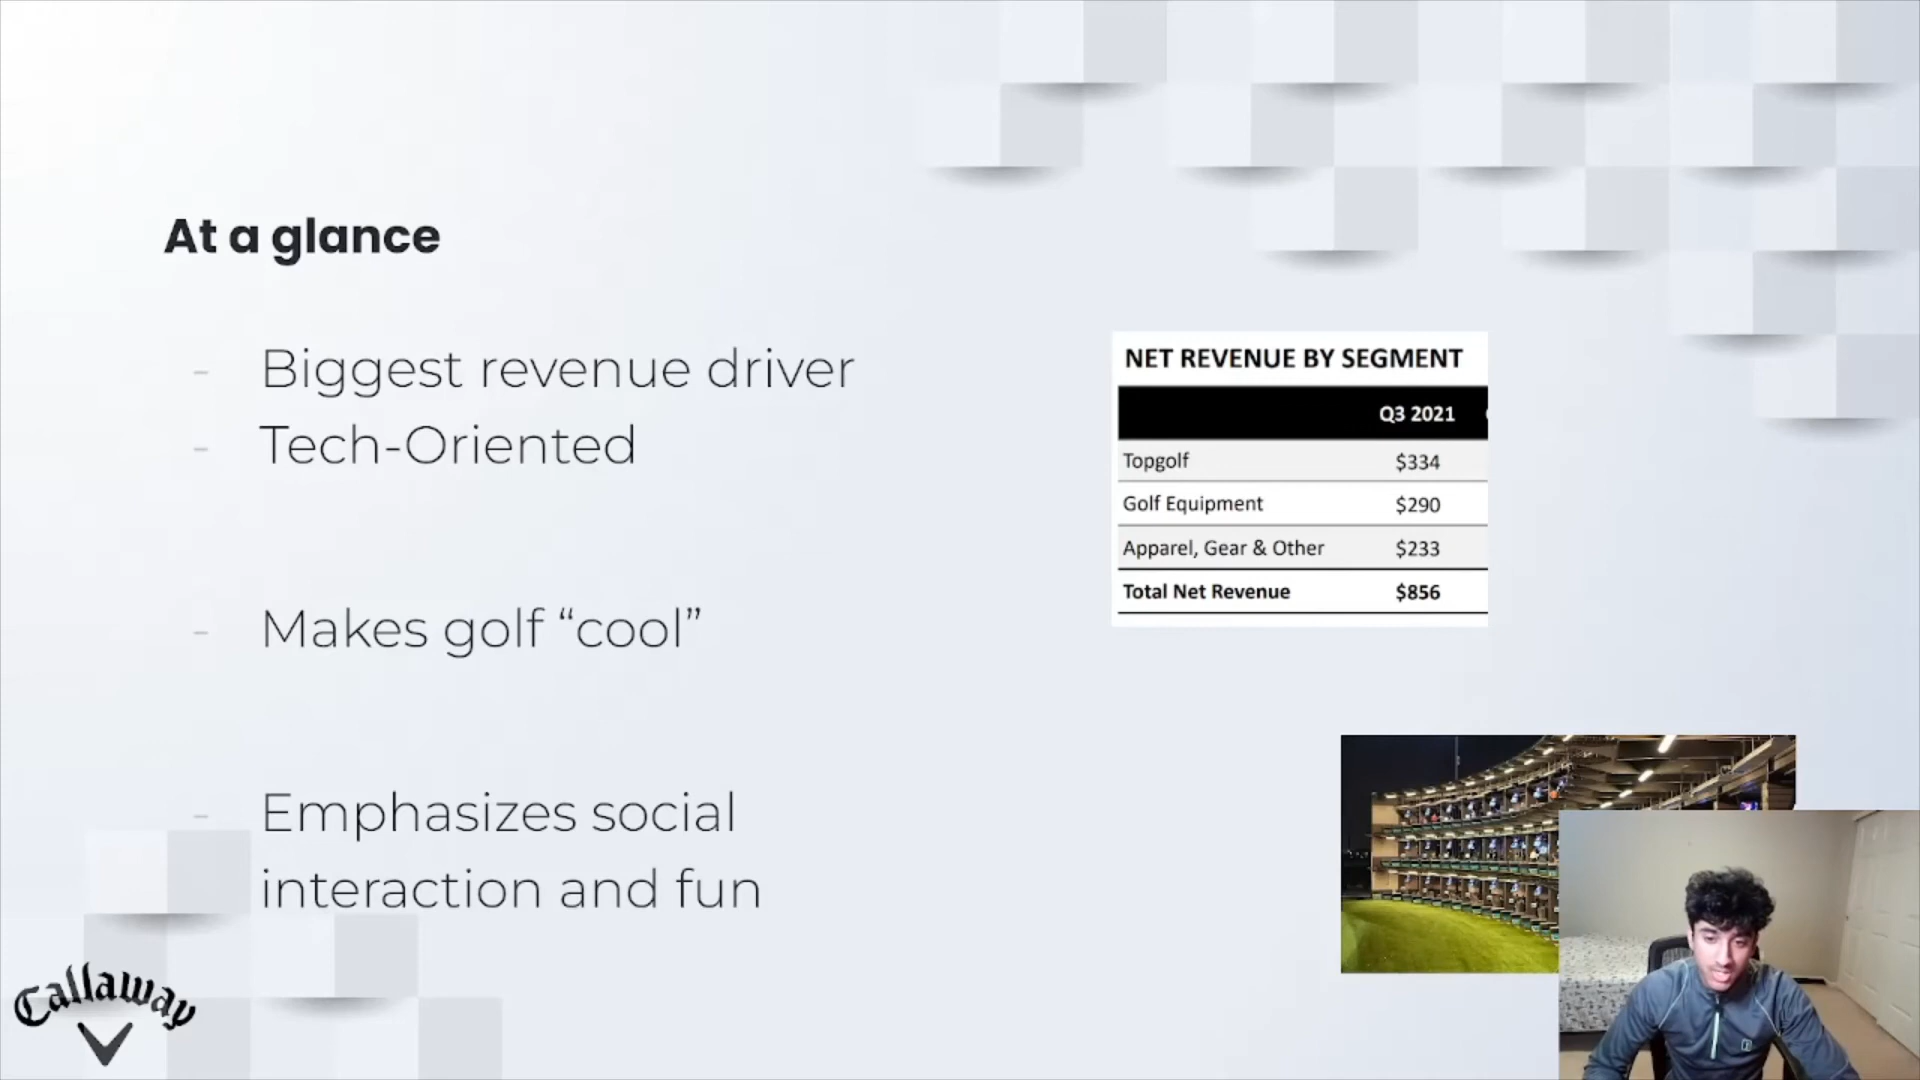 At a glance
- Biggest revenue driver
- Tech-Oriented
- Makes golf “cool”
- Emphasizes social
interaction and fun
NET REVENUE BY SEGMENT
Q3 2021
Topgolf $334
Golf Equipment $290
Apparel, Gear & Other $233
Total Net Revenue $856
Callaway